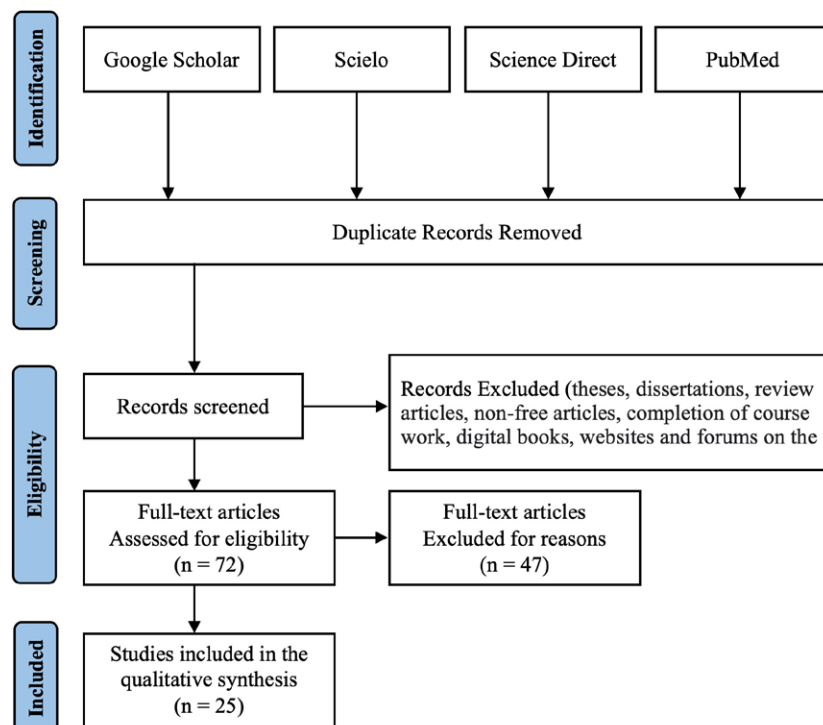 Identification
Google Scholar
Scielo
Science Direct
PubMed
Screening
Duplicate Records Removed
Eligibility
Records screened
Records Excluded (theses, dissertations, review
articles, non-free articles, completion of course
work, digital books, websites and forums on the
Full-text articles
Assessed for eligibility
(n = 72)
Full-text articles
Excluded for reasons
(n = 47)
Included
Studies included in the
qualitative synthesis
(n = 25)